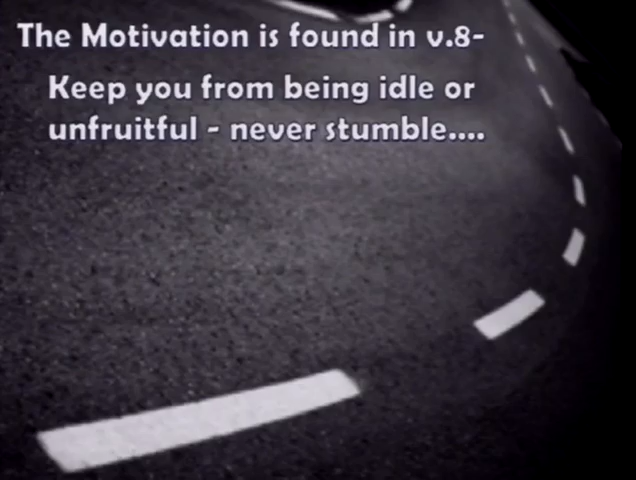 The Motivation is found in v.8-
Keep you from being idle or
unfruitful - never stumble....